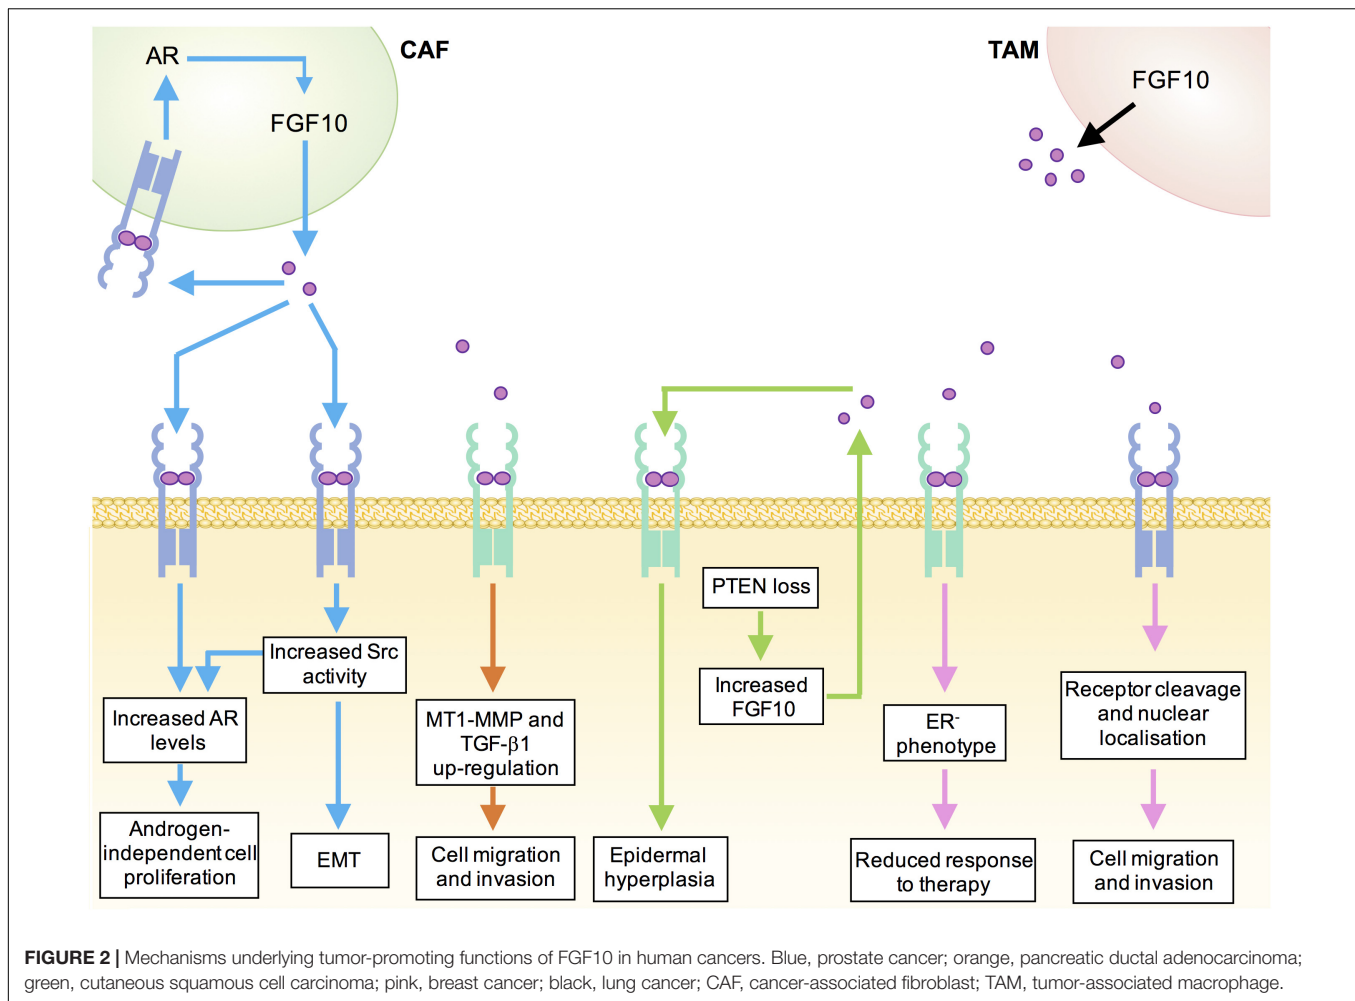 AR
CAF
FGF10
TAM
FGF10
PTEN loss
Increased Src
activity
Increased
FGF10
Increased AR
levels
MT1-MMP and
TGF-β1
up-regulation
ER-
phenotype
Receptor cleavage
and nuclear
localisation
Androgen-
independent cell
proliferation
EMT
Cell migration
and invasion
Epidermal
hyperplasia
Reduced response
to therapy
Cell migration
and invasion
FIGURE 2 | Mechanisms underlying tumor-promoting functions of FGF10 in human cancers. Blue, prostate cancer; orange, pancreatic ductal adenocarcinoma;
green, cutaneous squamous cell carcinoma; pink, breast cancer; black, lung cancer; CAF, cancer-associated fibroblast; TAM, tumor-associated macrophage.